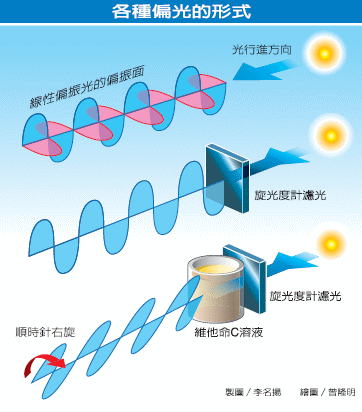 各種偏光的形式
光行進方向
線性偏振光的偏振面
旋光度計濾光
旋光度計濾光
維他命C溶液
順時針右旋
製圖／李名揚 繪圖／曾隆明